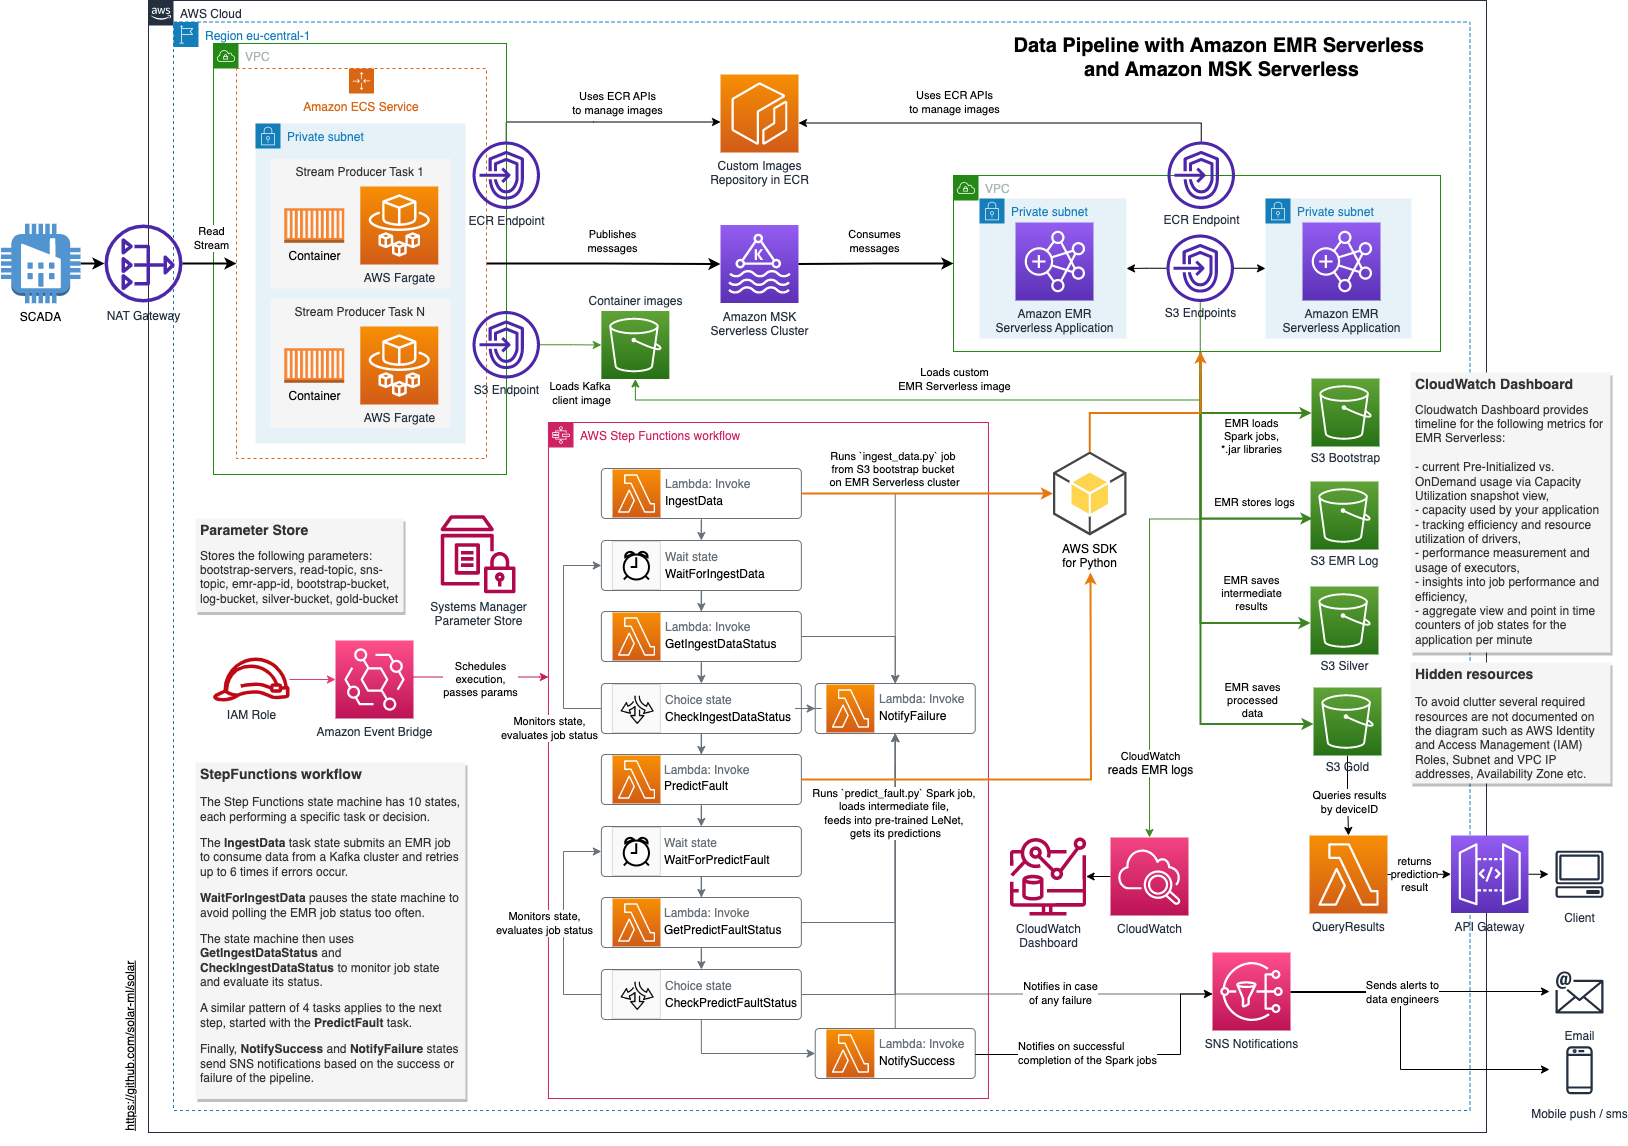 aws
AWS Cloud
Region eu-central-1
VPC
Data Pipeline with Amazon EMR Serverless
and Amazon MSK Serverless
Amazon ECS Service
Private subnet
Stream Producer Task 1
Container
AWS Fargate
Stream Producer Task N
Container
AWS Fargate
SCADA
NAT Gateway
Read
Stream
ECR Endpoint
S3 Endpoint
Uses ECR APIs
to manage images
Custom Images
Repository in ECR
Uses ECR APIs
to manage images
Publishes
messages
K
Amazon MSK
Serverless Cluster
Consumes
messages
Container images
Loads Kafka
client image
Loads custom
EMR Serverless image
VPC
ECR Endpoint
Private subnet
Amazon EMR
Serverless Application
S3 Endpoints
Private subnet
Amazon EMR
Serverless Application
AWS Step Functions workflow
Lambda: Invoke
IngestData
Wait state
WaitForIngestData
Lambda: Invoke
GetIngestDataStatus
Choice state
CheckIngestDataStatus
Lambda: Invoke
NotifyFailure
Lambda: Invoke
PredictFault
Wait state
WaitForPredictFault
Lambda: Invoke
GetPredictFaultStatus
Choice state
CheckPredictFaultStatus
Lambda: Invoke
NotifySuccess
Monitors state,
evaluates job status
Monitors state,
evaluates job status
Runs `ingest_data.py` job
from S3 bootstrap bucket
on EMR Serverless cluster
Runs `predict_fault.py` Spark job,
loads intermediate file,
feeds into pre-trained LeNet,
gets its predictions
AWS SDK
for Python
EMR loads
Spark jobs,
*.jar libraries
S3 Bootstrap
EMR stores logs
S3 EMR Log
EMR saves
intermediate
results
S3 Silver
EMR saves
processed
data
S3 Gold
CloudWatch
reads EMR logs
CloudWatch
Dashboard
CloudWatch
Queries results
by deviceID
QueryResults
returns
prediction
result
API Gateway
Client
Notifies in case
of any failure
Notifies on successful
completion of the Spark jobs
SNS Notifications
Sends alerts to
data engineers
@
Email
Mobile push / sms
Parameter Store
Stores the following parameters:
bootstrap-servers, read-topic, sns-
topic, emr-app-id, bootstrap-bucket,
log-bucket, silver-bucket, gold-bucket
Systems Manager
Parameter Store
IAM Role
Amazon Event Bridge
Schedules
execution,
passes params
StepFunctions workflow
The Step Functions state machine has 10 states,
each performing a specific task or decision.
The IngestData task state submits an EMR job
to consume data from a Kafka cluster and retries
up to 6 times if errors occur.
WaitForIngestData pauses the state machine to
avoid polling the EMR job status too often.
The state machine then uses
GetIngestDataStatus and
CheckIngestDataStatus to monitor job state
and evaluate its status.
A similar pattern of 4 tasks applies to the next
step, started with the PredictFault task.
Finally, NotifySuccess and NotifyFailure states
send SNS notifications based on the success or
failure of the pipeline.
CloudWatch Dashboard
Cloudwatch Dashboard provides
timeline for the following metrics for
EMR Serverless:
- current Pre-Initialized vs.
OnDemand usage via Capacity
Utilization snapshot view,
- capacity used by your application
- tracking efficiency and resource
utilization of drivers,
- performance measurement and
usage of executors,
- insights into job performance and
efficiency,
- aggregate view and point in time
counters of job states for the
application per minute
Hidden resources
To avoid clutter several required
resources are not documented on
the diagram such as AWS Identity
and Access Management (IAM)
Roles, Subnet and VPC IP
addresses, Availability Zone etc.
https://github.com/solar-ml/solar